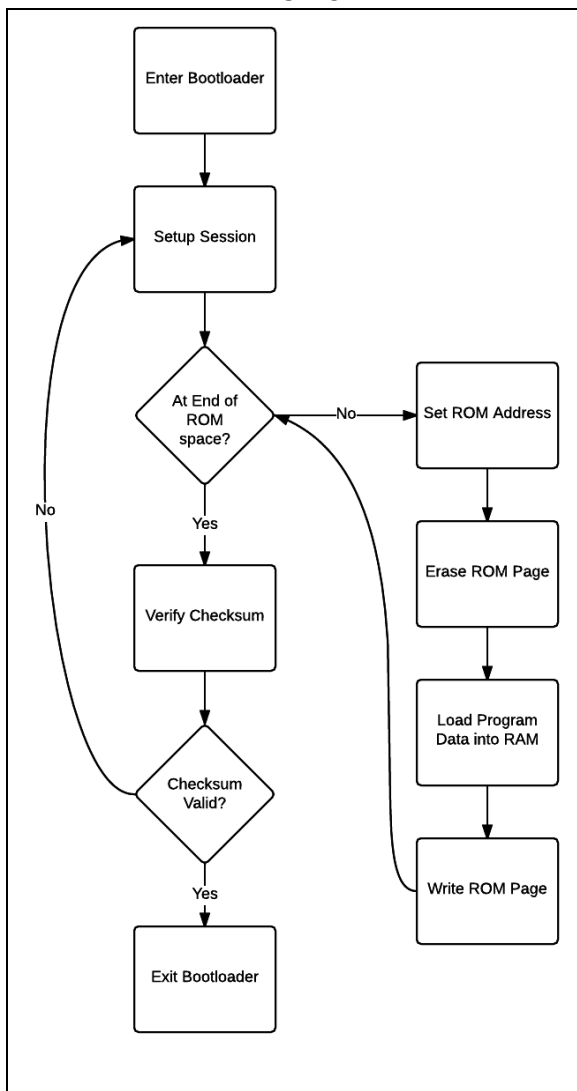 Enter Bootloader
Setup Session
At End of
ROM
space?
No
Set ROM Address
Yes
Erase ROM Page
No
Verify Checksum
Load Program
Data into RAM
Checksum
Valid?
Write ROM Page
Yes
Exit Bootloader